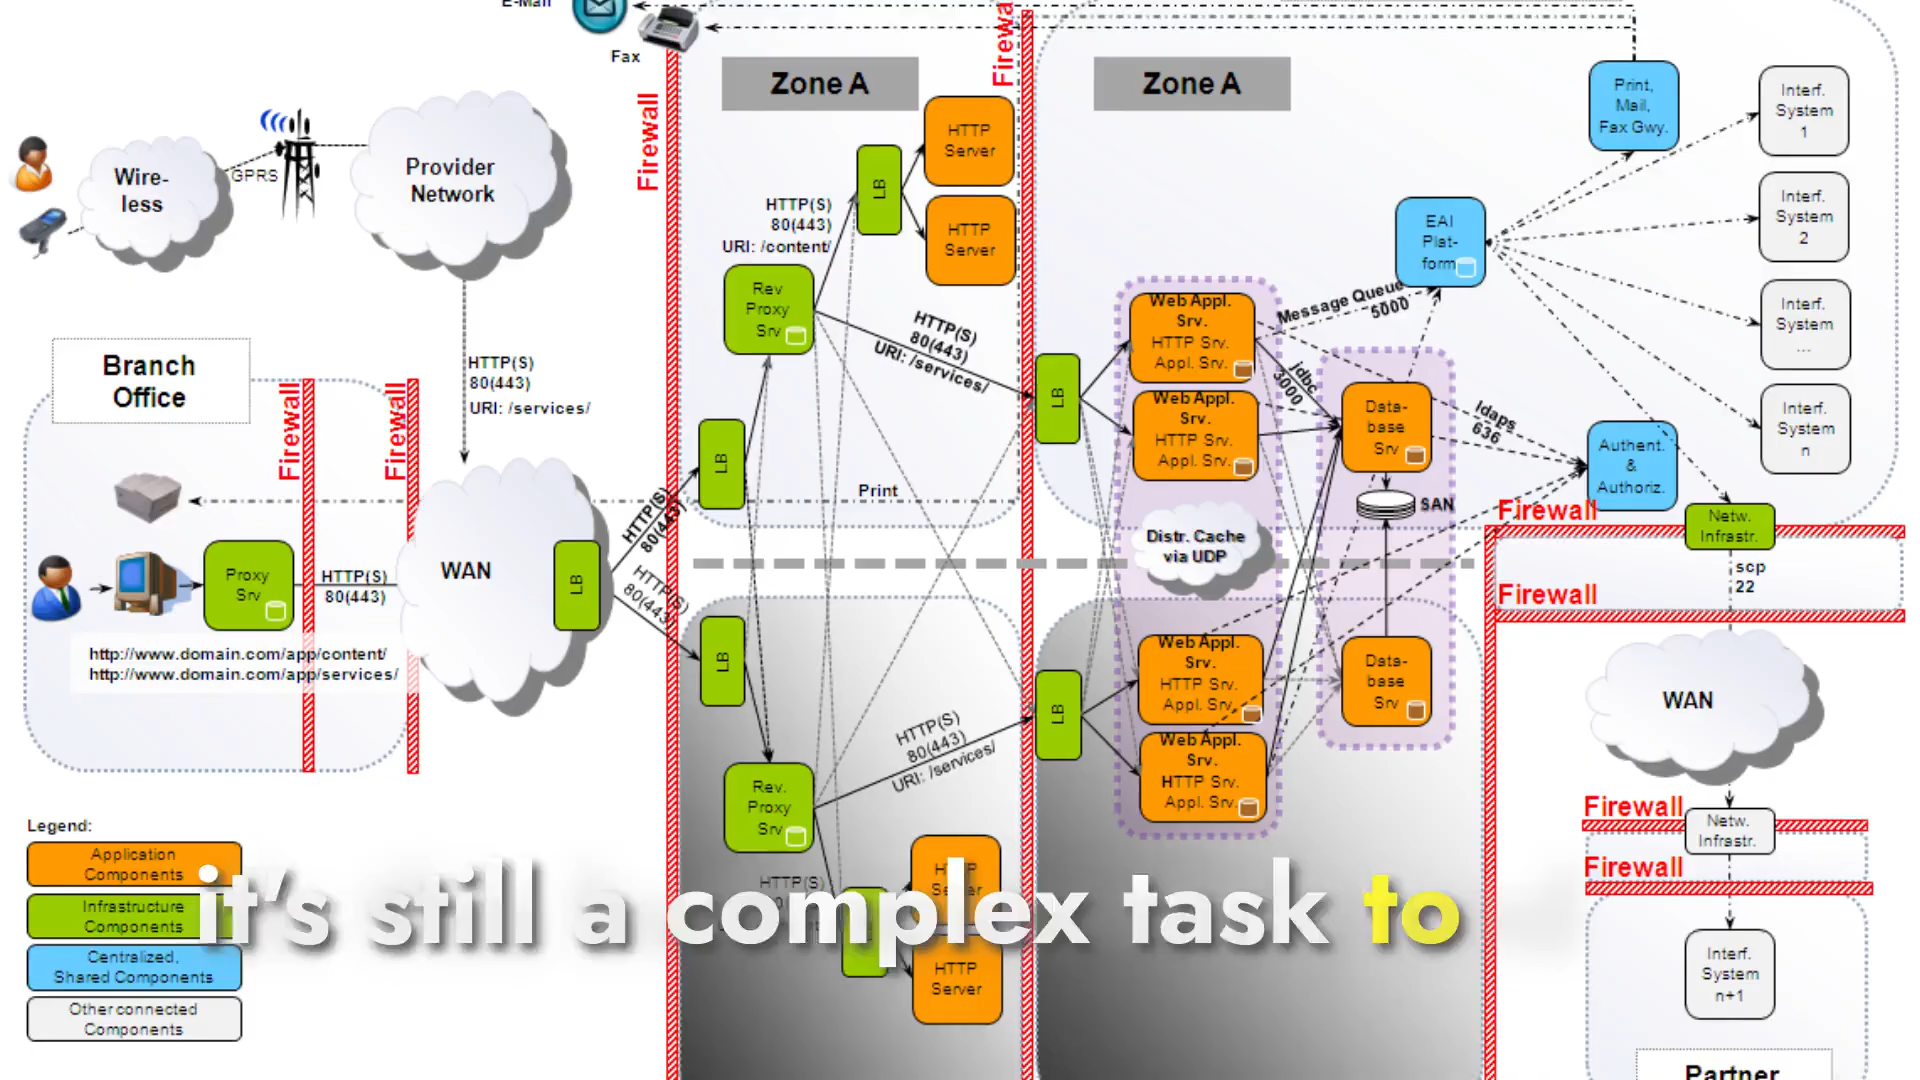 E-Mail
Fax
Firewall
Firewall
Zone A
Zone A
HTTP
Server
HTTP
Server
LB
Print,
Mail,
Fax Gwy.
Interf.
System
1
Interf.
System
2
Interf.
System
...
Interf.
System
n
Wire-
less
GPRS
Provider
Network
HTTP(S)
80(443)
URI: /content/
Rev
Proxy
Srv
HTTP(S)
80(443)
URI: /services/
EAI
Plat-
form
Message Queue
5000
Web Appl.
Srv.
HTTP Srv.
Appl. Srv.
Web Appl.
Srv.
HTTP Srv.
Appl. Srv.
jdbc
3000
Data-
base
Srv
ldaps
636
Authent.
&
Authoriz.
SAN
LB
LB
HTTP(S)
80(443)
URI: /services/
Branch
Office
Firewall
Firewall
Print
Proxy
Srv
HTTP(S)
80(443)
WAN
LB
HTTP(S)
80(443)
HTTP(S)
80(443)
http://www.domain.com/app/content/
http://www.domain.com/app/services/
Distr. Cache
via UDP
Firewall
Netw.
Infrastr.
scp
22
Firewall
LB
LB
Web Appl.
Srv.
HTTP Srv.
Appl. Srv.
Web Appl.
Srv.
HTTP Srv.
Appl. Srv.
Data-
base
Srv
WAN
HTTP(S)
80(443)
URI: /services/
Rev.
Proxy
Srv
HTTP(S)
HTTP
Server
Firewall
Netw.
Infrastr.
Firewall
Interf.
System
n+1
Partner
Legend:
Application
Components
Infrastructure
Components
Centralized,
Shared Components
Other connected
Components
it's still a complex task to